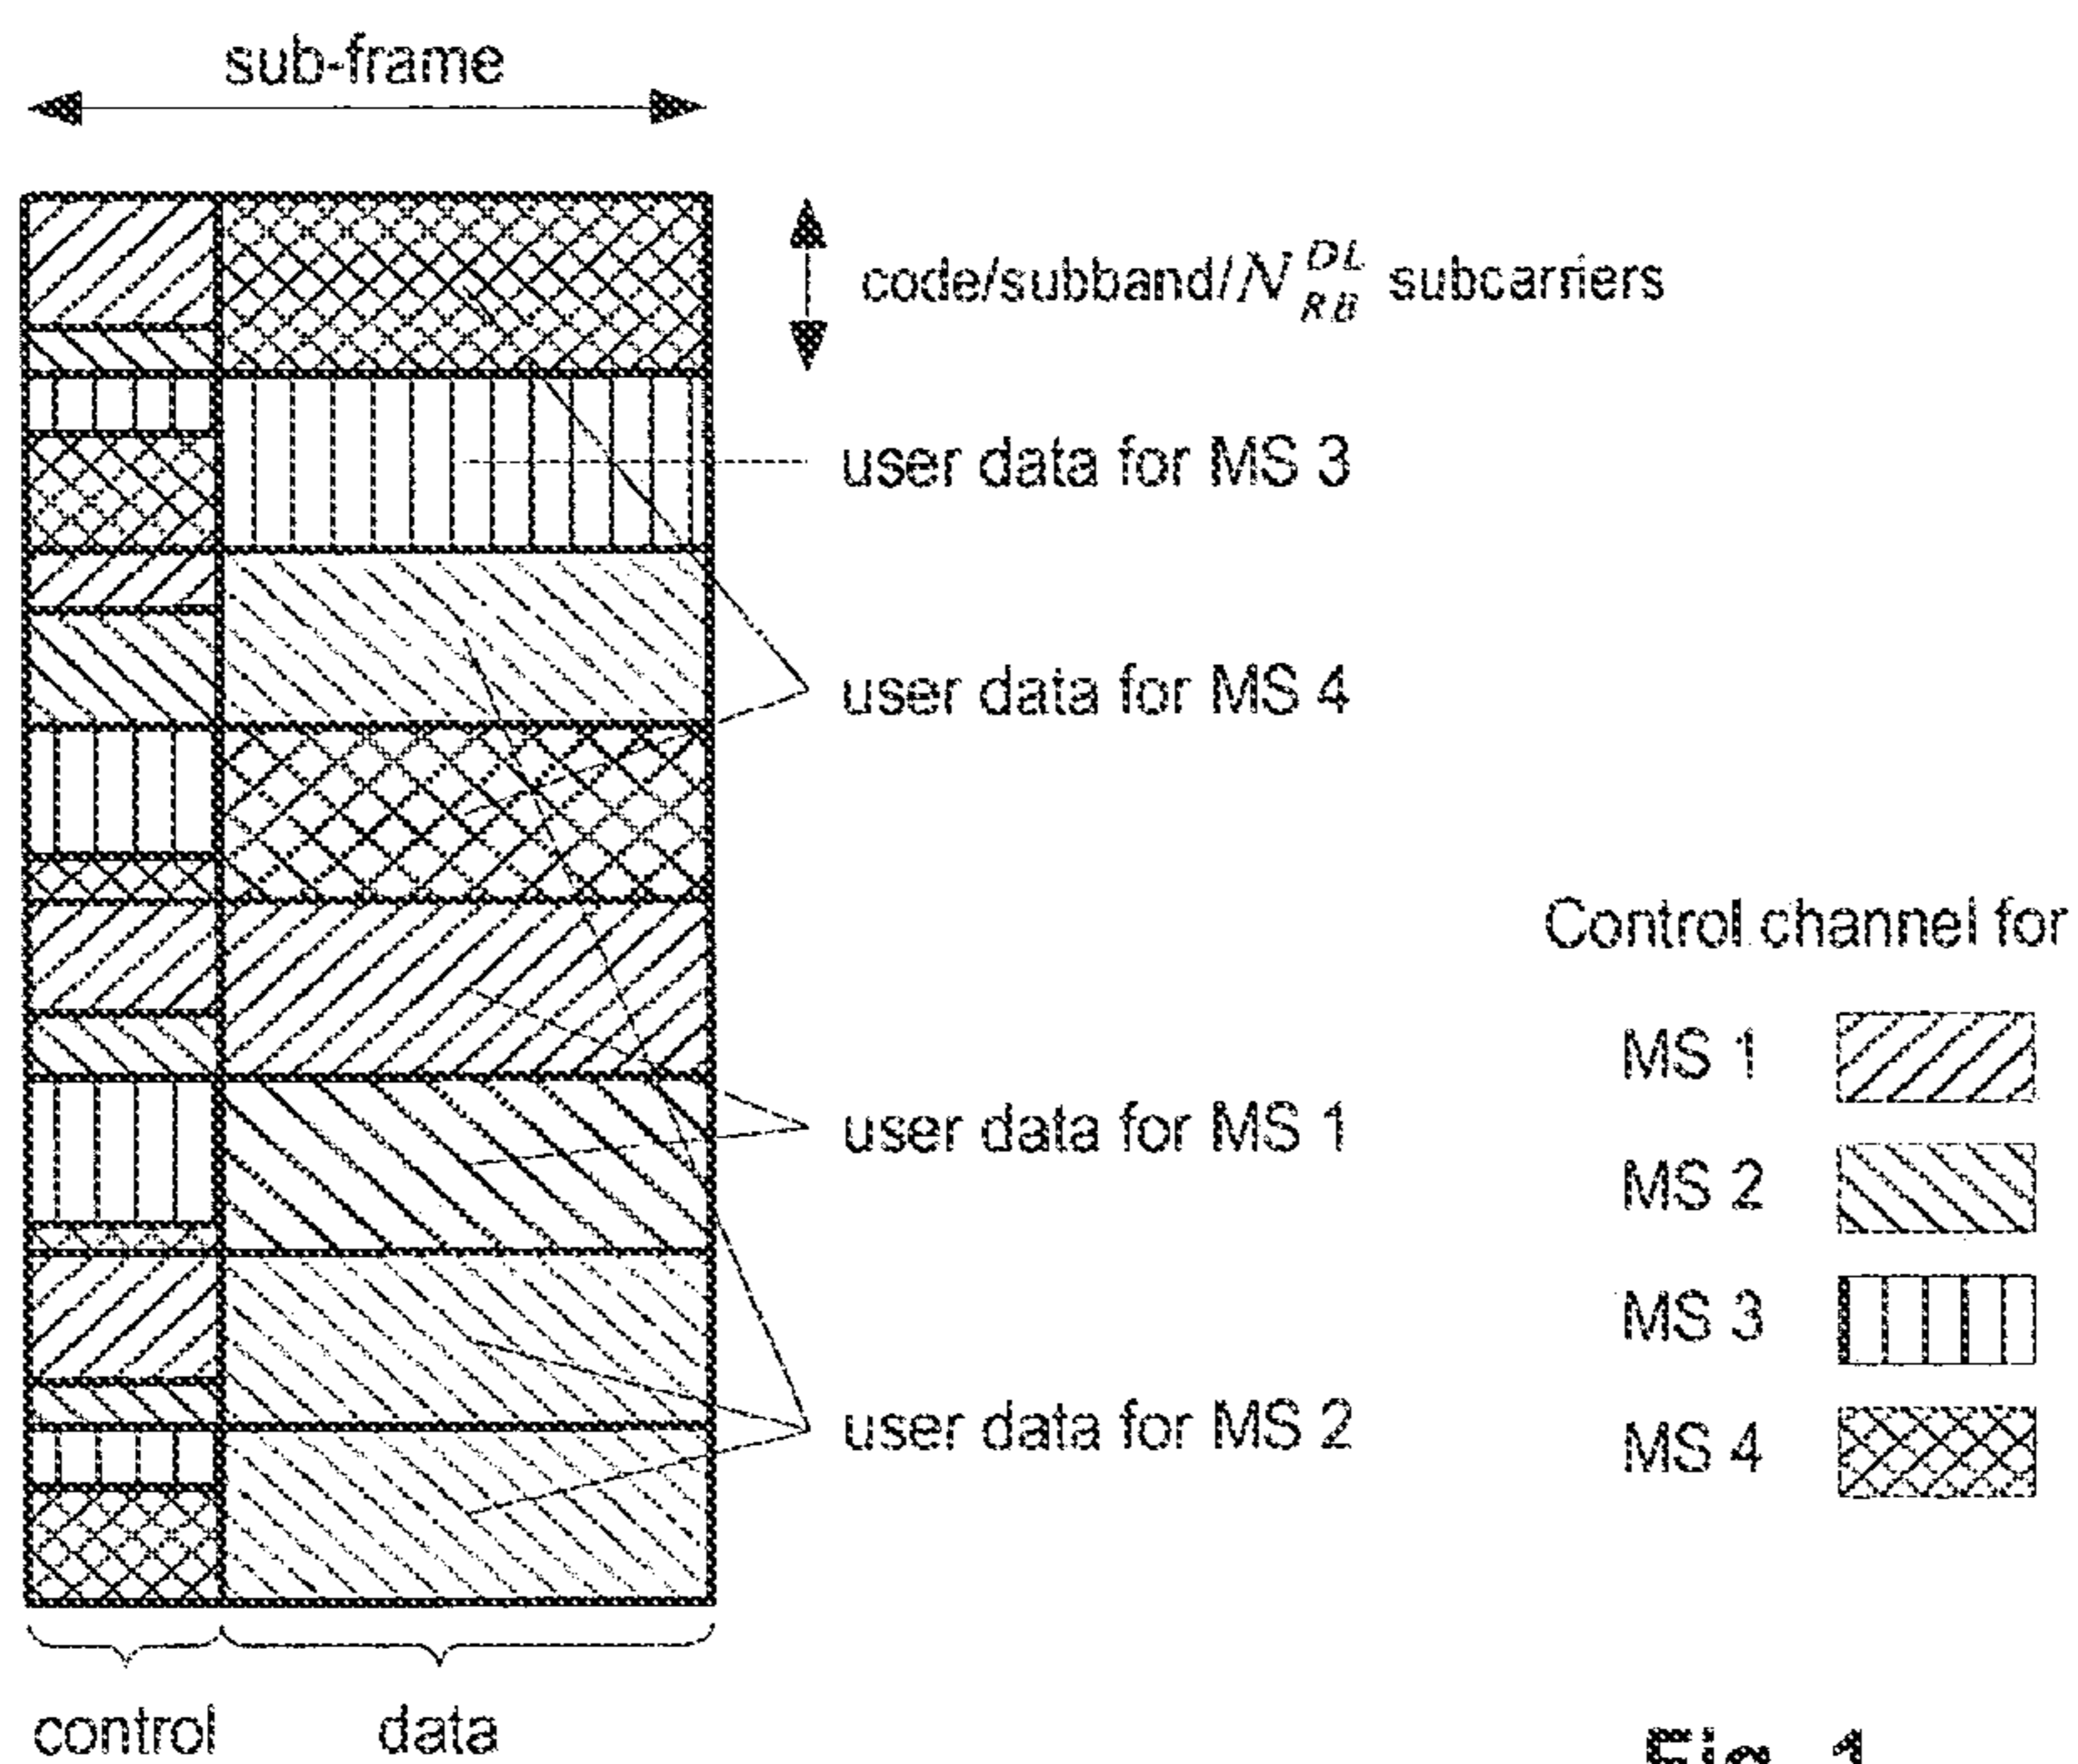 sub-frame
code/subband/N DL RB subcarriers
user data for MS 3
user data for MS 4
user data for MS 1
user data for MS 2
Control channel for
MS 1
MS 2
MS 3
MS 4
control
data
Fig. 1